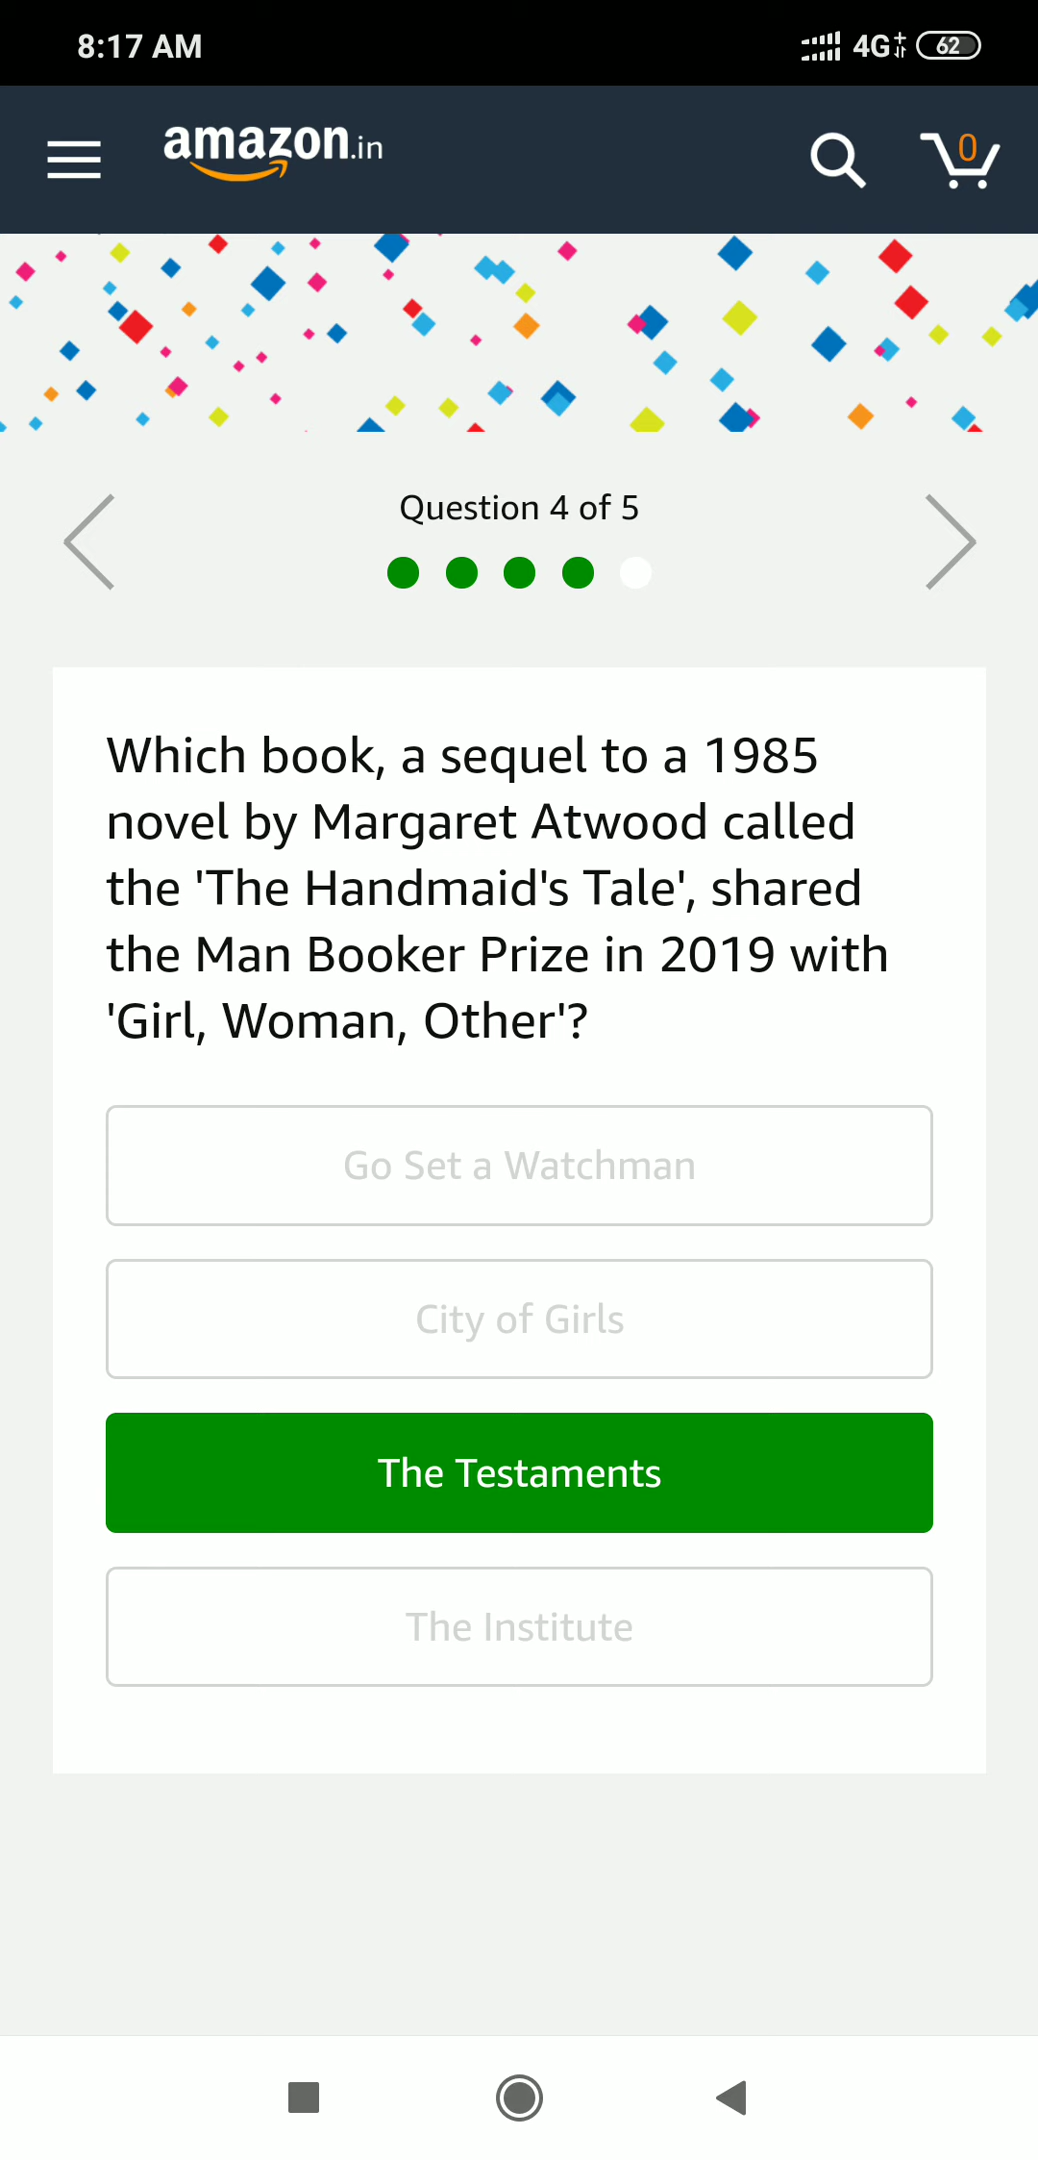 8:17 AM
4G+ 62
amazon.in
0
Question 4 of 5
Which book, a sequel to a 1985
novel by Margaret Atwood called
the 'The Handmaid's Tale', shared
the Man Booker Prize in 2019 with
'Girl, Woman, Other'?
Go Set a Watchman
City of Girls
The Testaments
The Institute